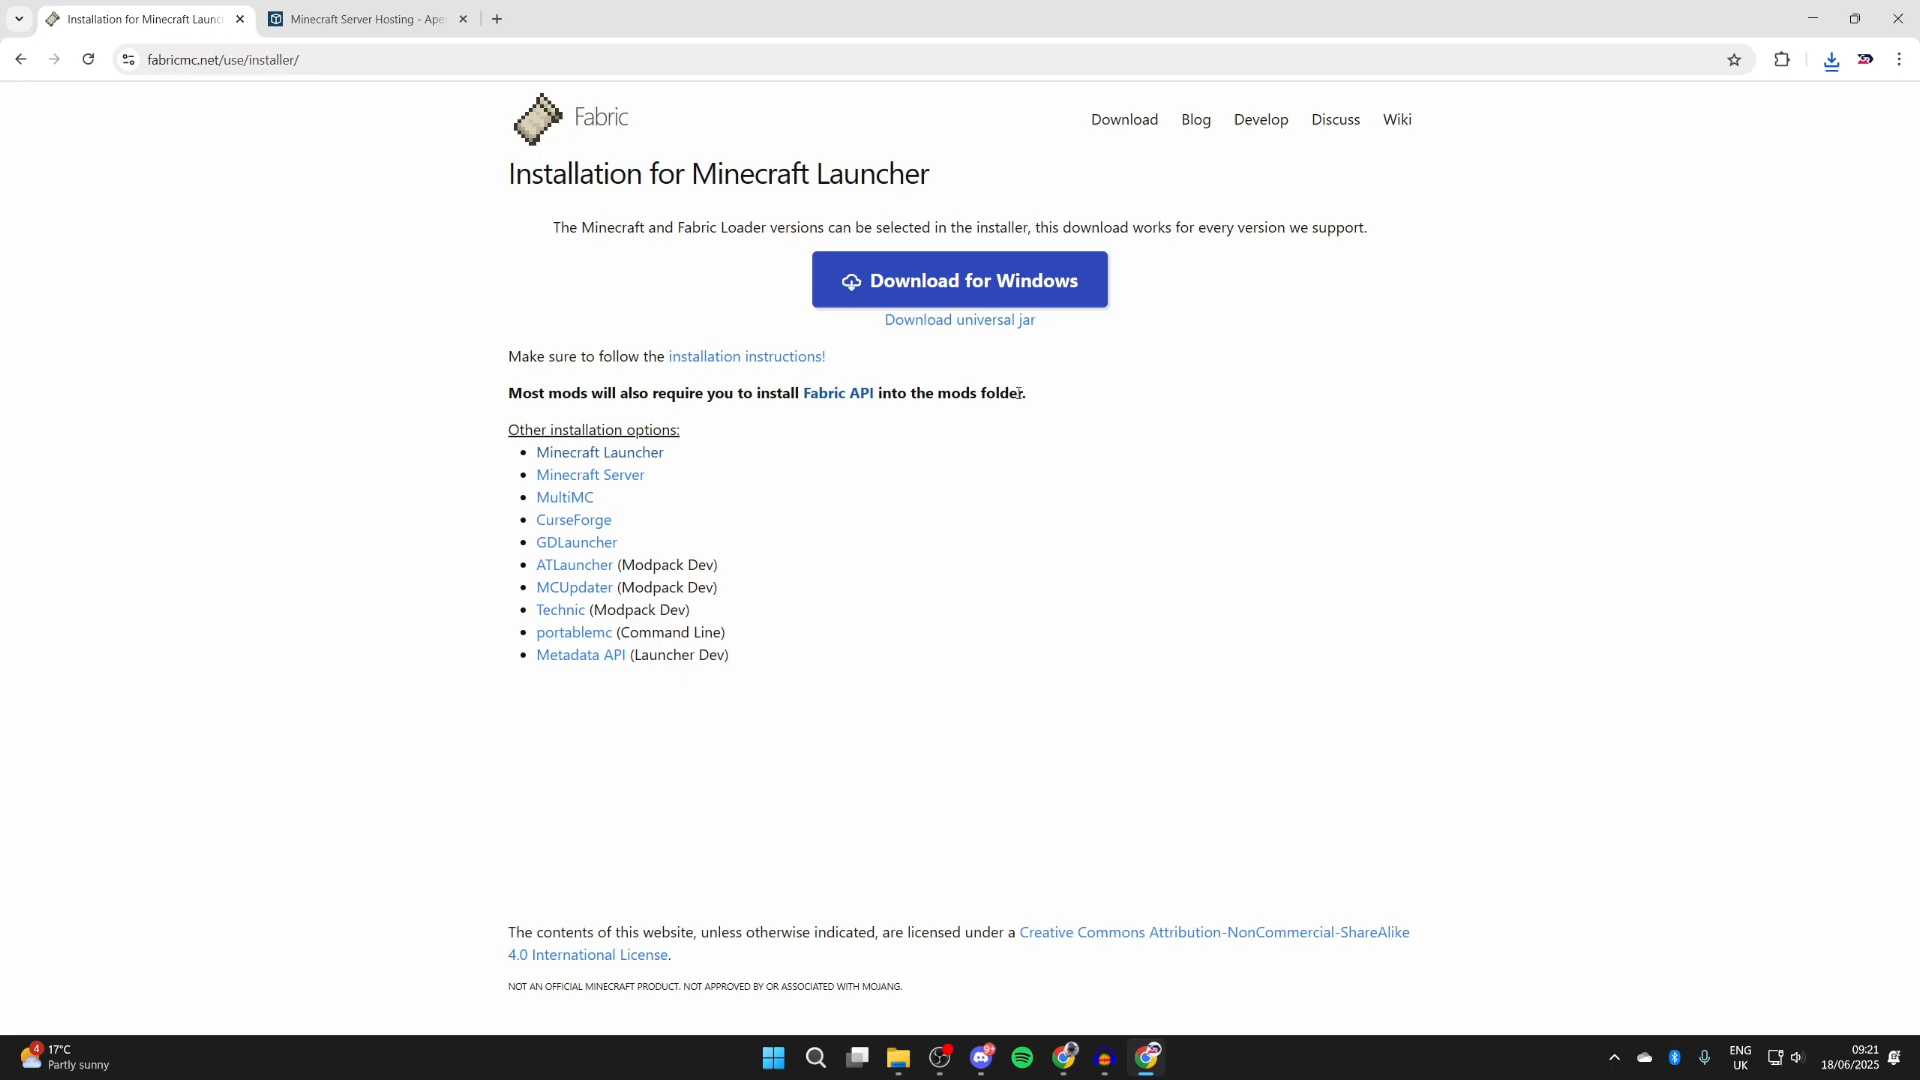 Installation for Minecraft Launc
Minecraft Server Hosting - Ape
fabricmc.net/use/installer/
Fabric
Download
Blog
Develop
Discuss
Wiki
Installation for Minecraft Launcher
The Minecraft and Fabric Loader versions can be selected in the installer, this download works for every version we support.
Download for Windows
Download universal jar
Make sure to follow the installation instructions!
Most mods will also require you to install Fabric API into the mods folder.
Other installation options:
Minecraft Launcher
Minecraft Server
MultiMC
CurseForge
GDLauncher
ATLauncher (Modpack Dev)
MCUpdater (Modpack Dev)
Technic (Modpack Dev)
portablemc (Command Line)
Metadata API (Launcher Dev)
The contents of this website, unless otherwise indicated, are licensed under a Creative Commons Attribution-NonCommercial-ShareAlike
4.0 International License.
NOT AN OFFICIAL MINECRAFT PRODUCT. NOT APPROVED BY OR ASSOCIATED WITH MOJANG.
4
17°C
Partly sunny
9+
ENG
UK
09:21
18/06/2025